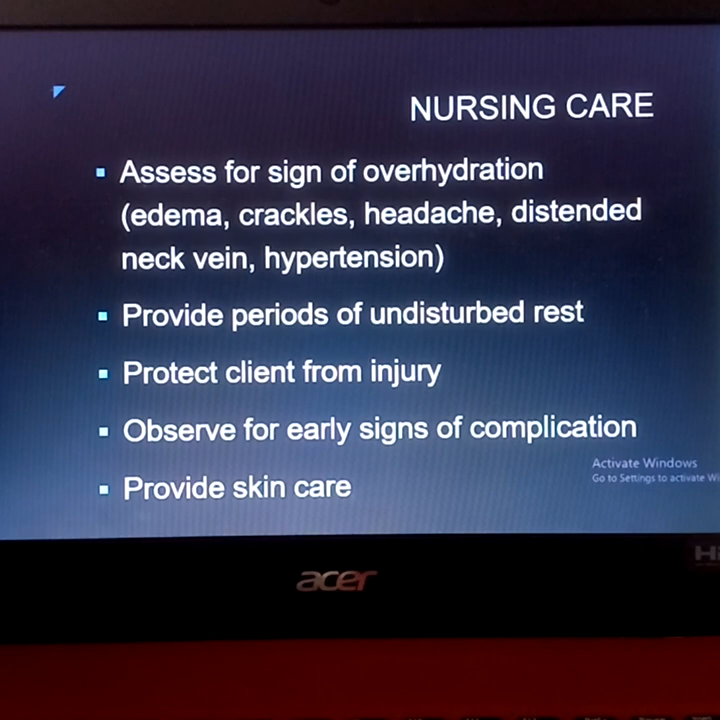 NURSING CARE
Assess for sign of overhydration
(edema, crackles, headache, distended
neck vein, hypertension)
Provide periods of undisturbed rest
Protect client from injury
Observe for early signs of complication
Activate Windows
Go to Settings to activate
Provide skin care
acer